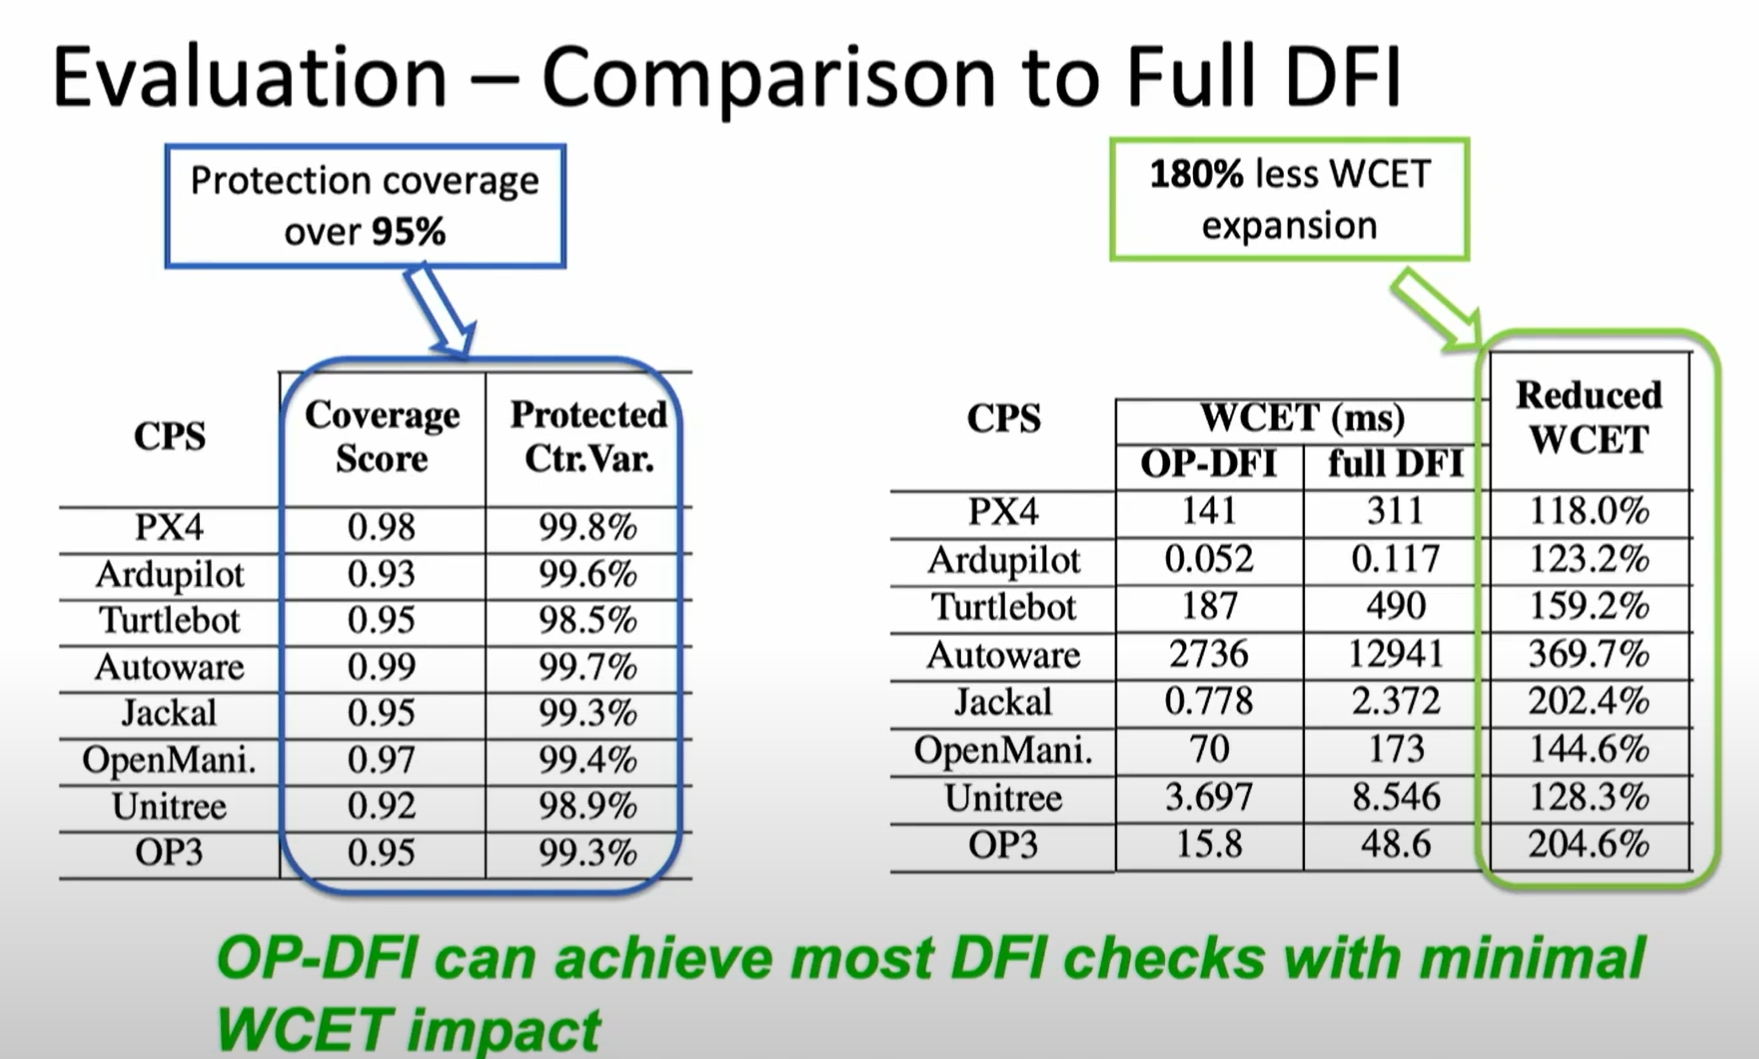 Evaluation – Comparison to Full DFI
Protection coverage
over 95%
180% less WCET
expansion
CPS Coverage Score Protected Ctr.Var.
PX4 0.98 99.8%
Ardupilot 0.93 99.6%
Turtlebot 0.95 98.5%
Autoware 0.99 99.7%
Jackal 0.95 99.3%
OpenMani. 0.97 99.4%
Unitree 0.92 98.9%
OP3 0.95 99.3%
CPS WCET (ms) Reduced WCET
OP-DFI full DFI
PX4 141 311 118.0%
Ardupilot 0.052 0.117 123.2%
Turtlebot 187 490 159.2%
Autoware 2736 12941 369.7%
Jackal 0.778 2.372 202.4%
OpenMani. 70 173 144.6%
Unitree 3.697 8.546 128.3%
OP3 15.8 48.6 204.6%
OP-DFI can achieve most DFI checks with minimal
WCET impact